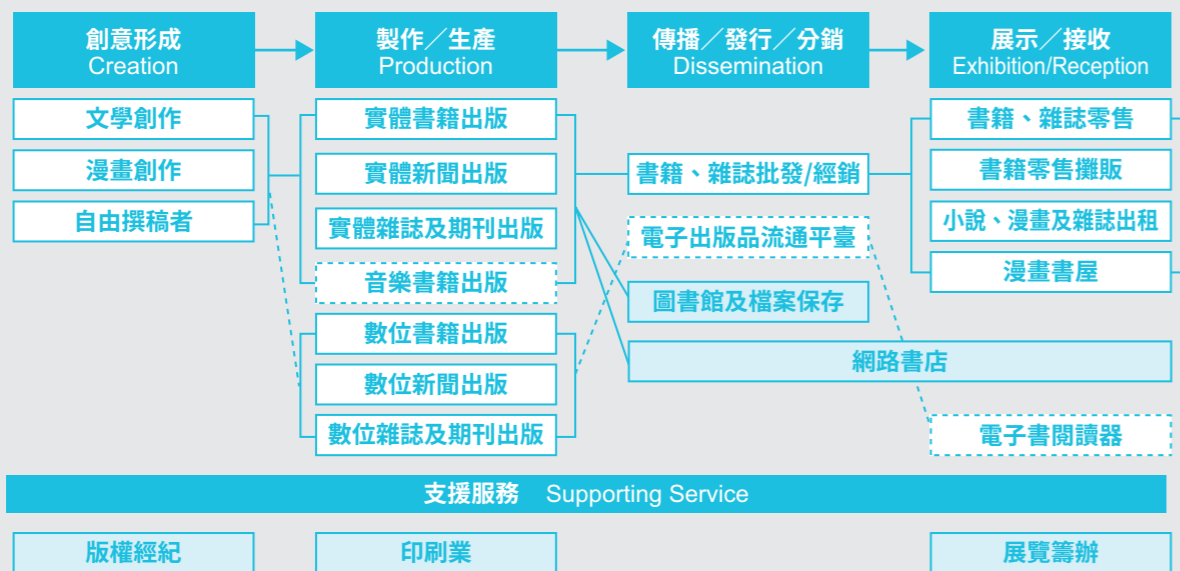 創意形成
Creation
製作／生產
Production
傳播／發行／分銷
Dissemination
展示／接收
Exhibition/Reception
文學創作
漫畫創作
自由撰稿者
實體書籍出版
實體新聞出版
實體雜誌及期刊出版
音樂書籍出版
數位書籍出版
數位新聞出版
數位雜誌及期刊出版
書籍、雜誌批發/經銷
電子出版品流通平臺
圖書館及檔案保存
網路書店
書籍、雜誌零售
書籍零售攤販
小說、漫畫及雜誌出租
漫畫書屋
電子書閱讀器
支援服務 Supporting Service
版權經紀
印刷業
展覽籌辦